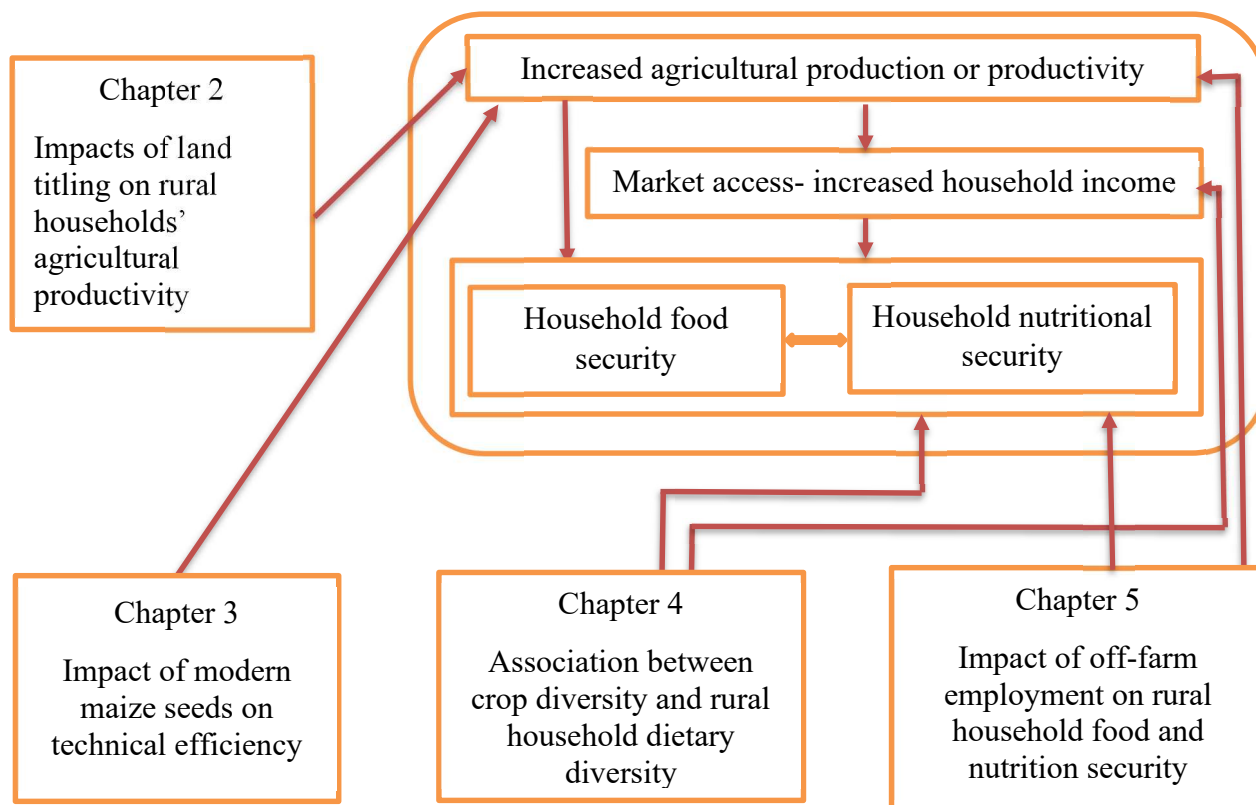 Chapter 2
Impacts of land
titling on rural
households’
agricultural
productivity
Increased agricultural production or productivity
Market access- increased household income
Household food
security
Household nutritional
security
Chapter 3
Impact of modern
maize seeds on
technical efficiency
Chapter 4
Association between
crop diversity and rural
household dietary
diversity
Chapter 5
Impact of off-farm
employment on rural
household food and
nutrition security